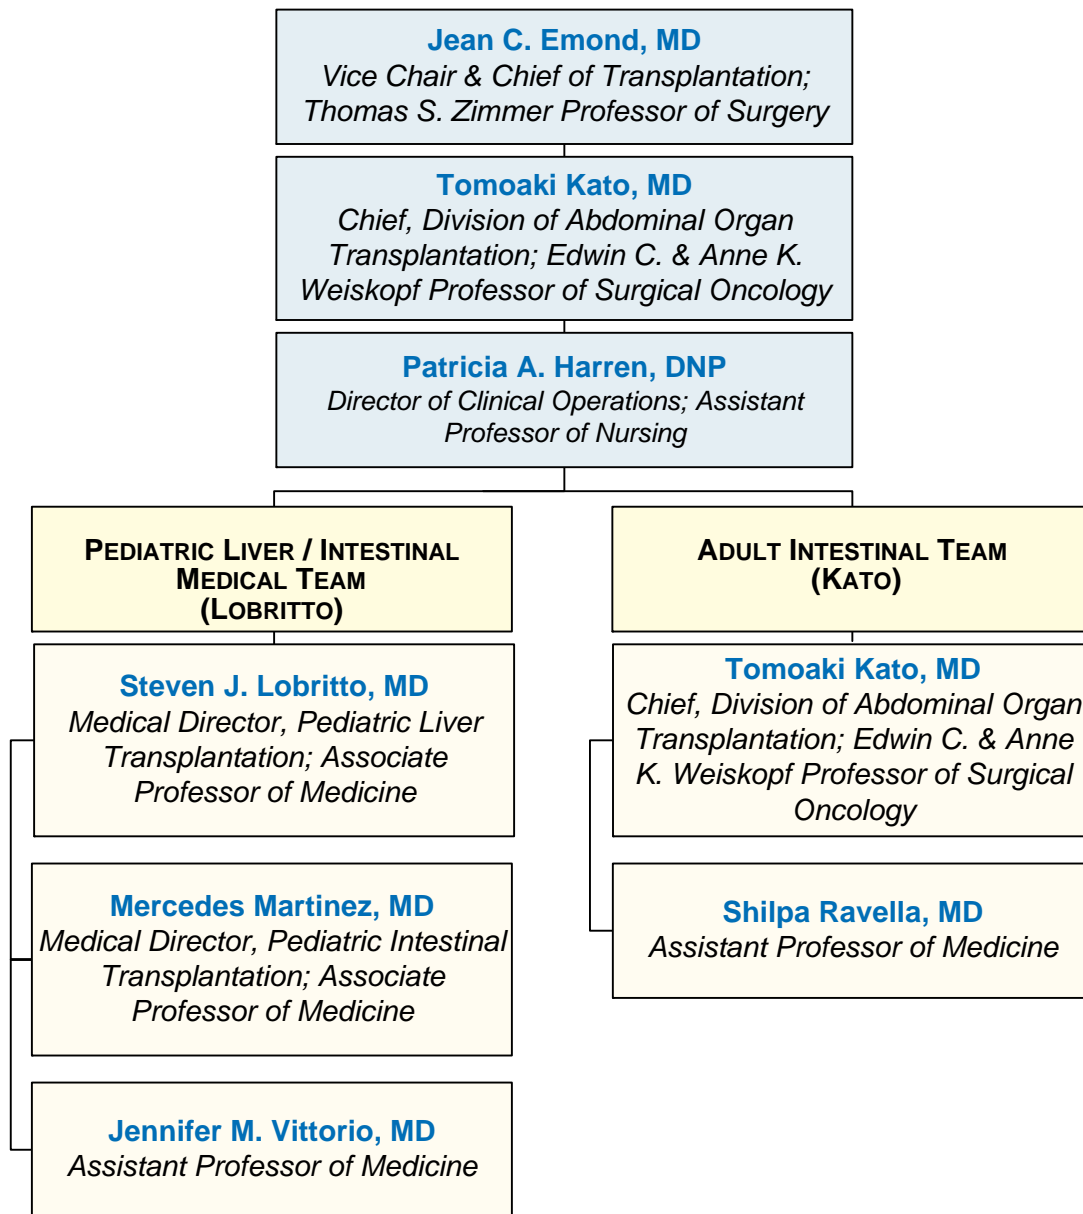 Jean C. Emond, MD
Vice Chair & Chief of Transplantation;
Thomas S. Zimmer Professor of Surgery
Tomoaki Kato, MD
Chief, Division of Abdominal Organ
Transplantation; Edwin C. & Anne K.
Weiskopf Professor of Surgical Oncology
Patricia A. Harren, DNP
Director of Clinical Operations; Assistant
Professor of Nursing
PEDIATRIC LIVER / INTESTINAL
MEDICAL TEAM
(LOBRITTO)
Steven J. Lobritto, MD
Medical Director, Pediatric Liver
Transplantation; Associate
Professor of Medicine
Mercedes Martinez, MD
Medical Director, Pediatric Intestinal
Transplantation; Associate
Professor of Medicine
Jennifer M. Vittorio, MD
Assistant Professor of Medicine
ADULT INTESTINAL TEAM
(KATO)
Tomoaki Kato, MD
Chief, Division of Abdominal Organ
Transplantation; Edwin C. & Anne
K. Weiskopf Professor of Surgical
Oncology
Shilpa Ravella, MD
Assistant Professor of Medicine